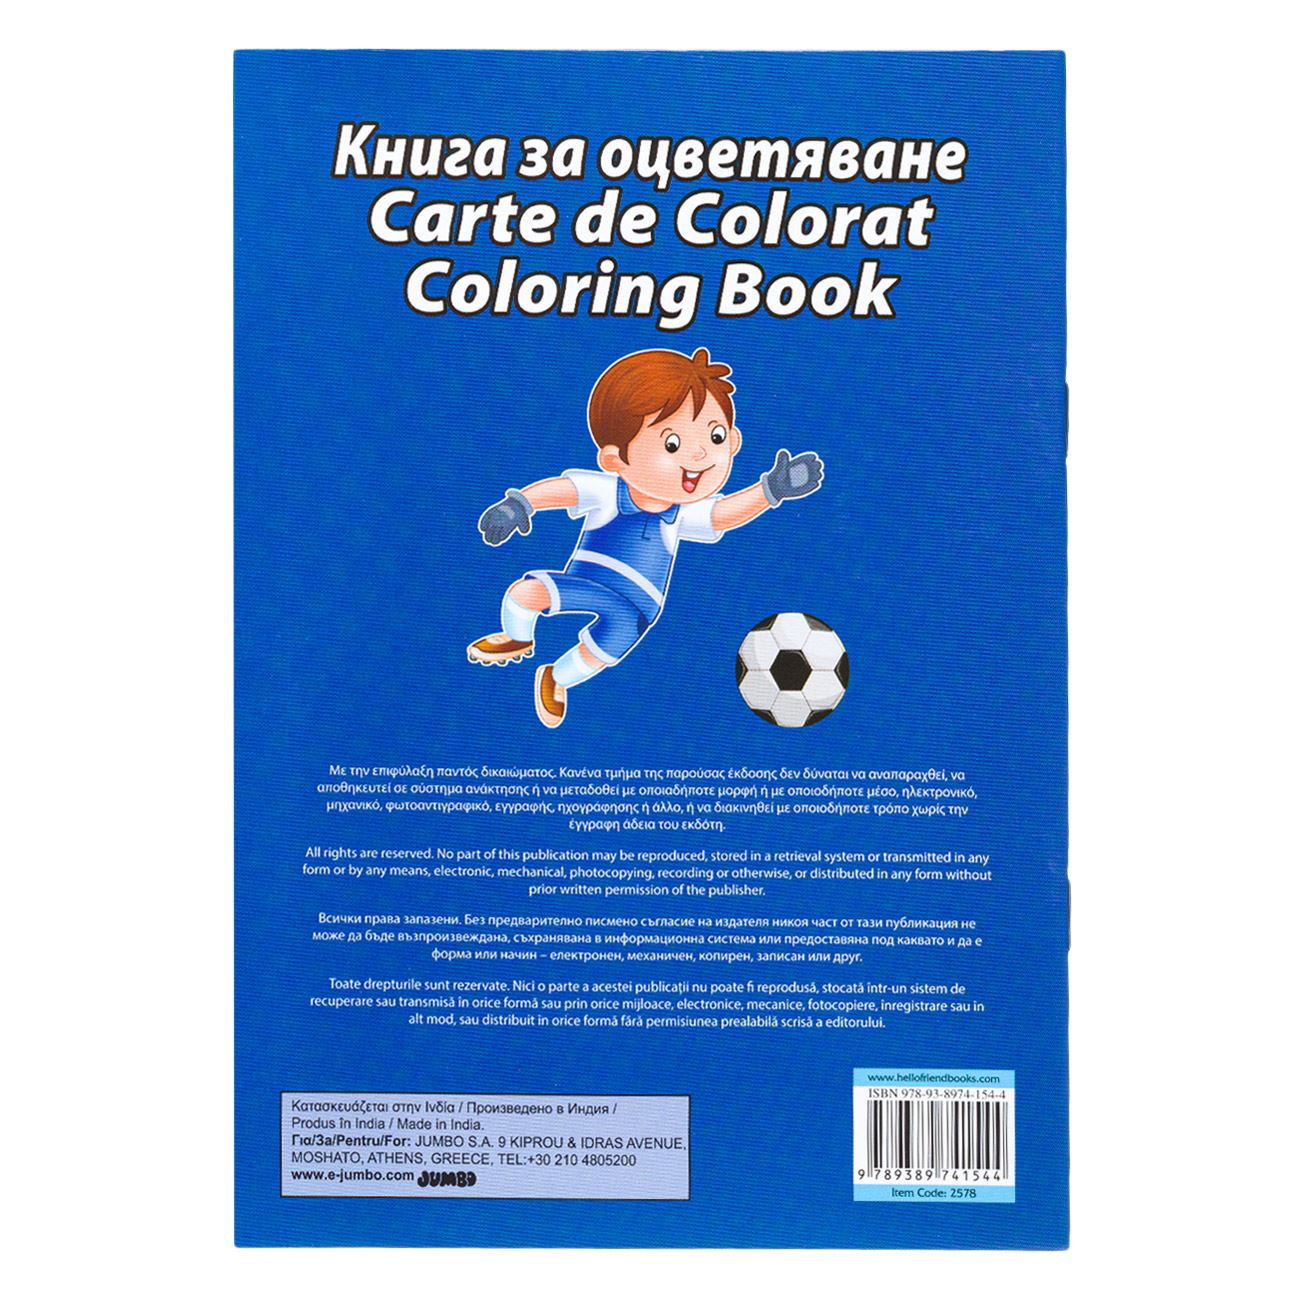 Книга за оцветяване
Carte de Colorat
Coloring Book
Με την επιφύλαξη παντός δικαιώματος. Κανένα τμήμα της παρούσας έκδοσης δεν δύναται να αναπαραχθεί, να
αποθηκευτεί σε σύστημα ανάκτησης ή να μεταδοθεί με οποιαδήποτε μορφή ή με οποιοδήποτε μέσο, ηλεκτρονικό,
μηχανικό, φωτοαντιγραφικό, εγγραφής, ηχογράφησης ή άλλο, ή να διακινηθεί με οποιοδήποτε τρόπο χωρίς την
έγγραφη άδεια του εκδότη.
All rights are reserved. No part of this publication may be reproduced, stored in a retrieval system or transmitted in any
form or by any means, electronic, mechanical, photocopying, recording or otherwise, or distributed in any form without
prior written permission of the publisher.
Всички права запазени. Без предварително писмено съгласие на издателя никоя част от тази публикация не
може да бъде възпроизвеждана, съхранявана в информационна система или предоставяна под каквато и да е
форма или начин – електронен, механичен, копирен, записан или друг.
Toate drepturile sunt rezervate. Nici o parte a acestei publicații nu poate fi reprodusă, stocată într-un sistem de
recuperare sau transmisă în orice formă sau prin orice mijloace, electronice, mecanice, fotocopiere, înregistrare sau în
alt mod, sau distribuit în orice formă fără permisiunea prealabilă scrisă a editorului.
Κατασκευάζεται στην Ινδία / Произведено в Индия /
Produs în India / Made in India.
Για/За/Pentru/For: JUMBO S.A. 9 KIPROU & IDRAS AVENUE,
MOSHATO, ATHENS, GREECE, TEL:+30 210 4805200
www.e-jumbo.com JUMBO
www.hellofriendbooks.com
ISBN 978-93-8974-154-4
9 789389 741544
Item Code: 2578